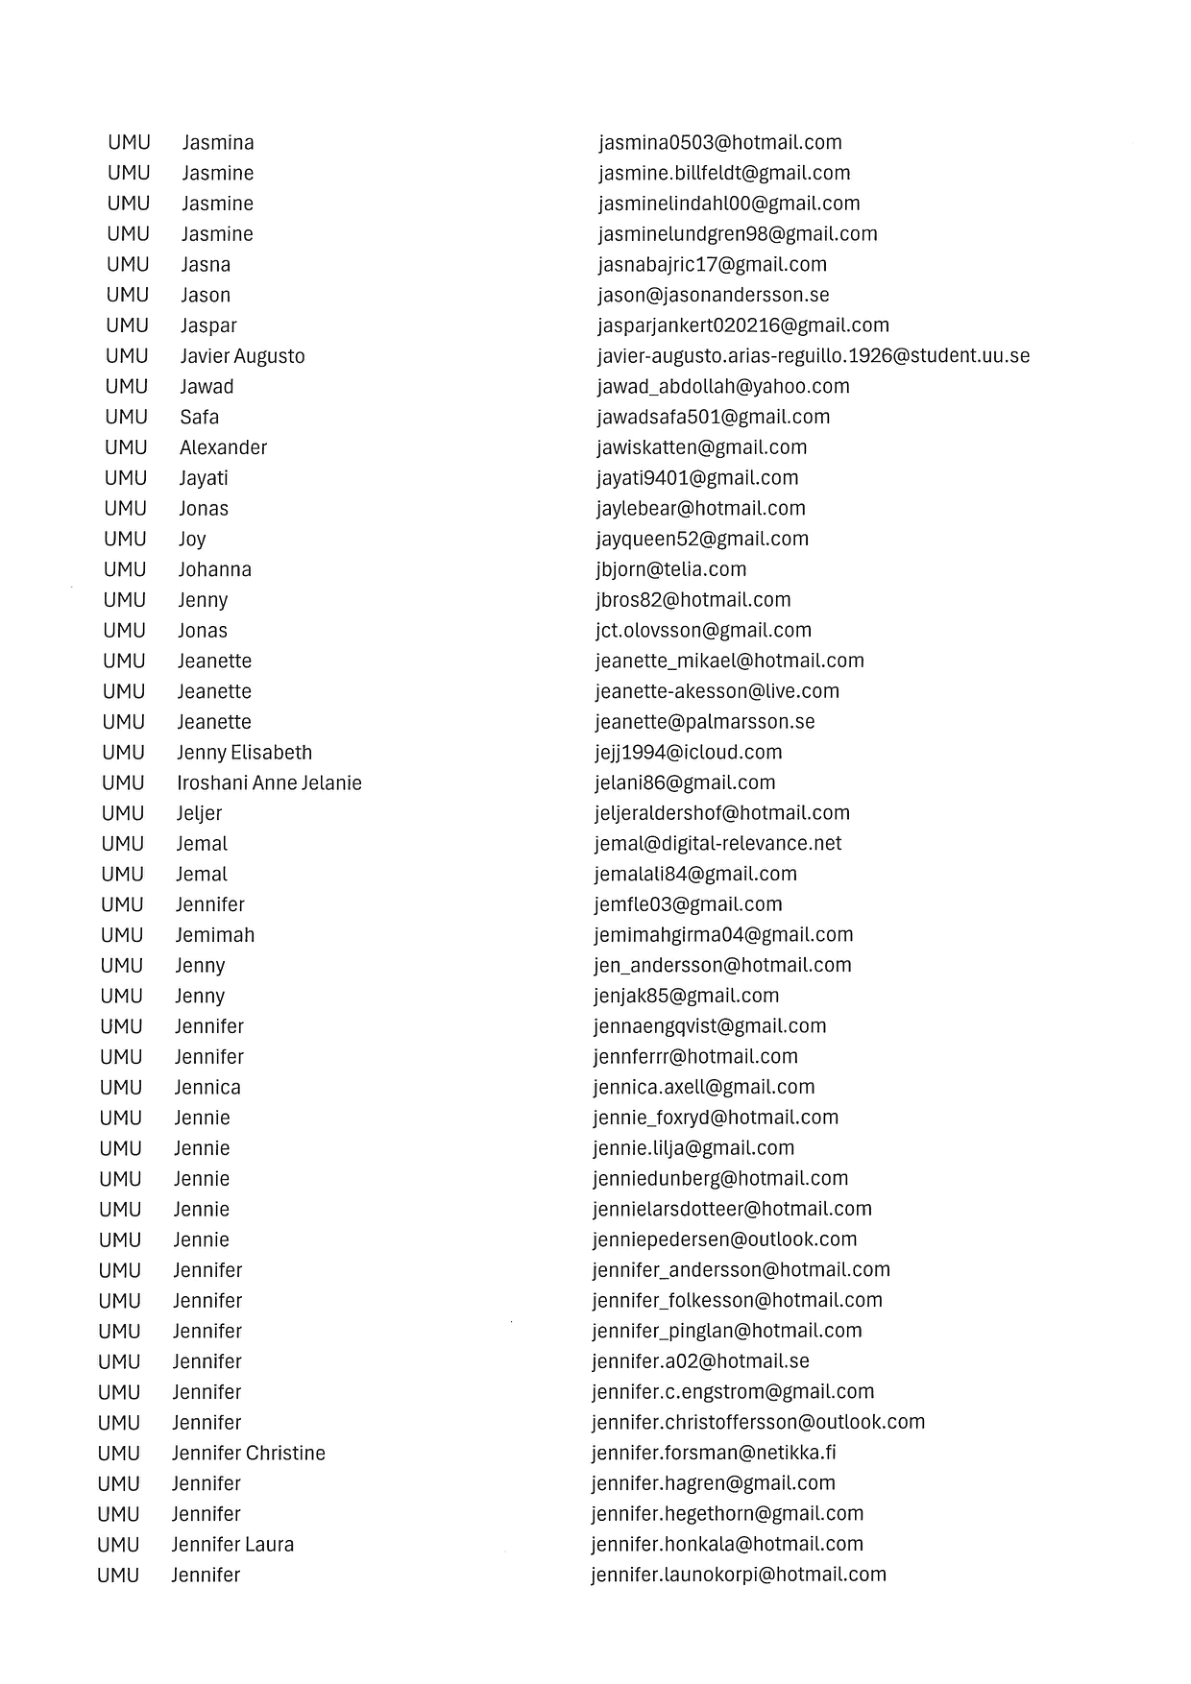 UMU Jasmina jasmina0503@hotmail.com
UMU Jasmine jasmine.billfeldt@gmail.com
UMU Jasmine jasminelindahl00@gmail.com
UMU Jasmine jasminelundgren98@gmail.com
UMU Jasna jasnabajric17@gmail.com
UMU Jason jason@jasonandersson.se
UMU Jaspar jasparjankert020216@gmail.com
UMU Javier Augusto javier-augusto.arias-reguillo.1926@student.uu.se
UMU Jawad jawad_abdollah@yahoo.com
UMU Safa jawadsafa501@gmail.com
UMU Alexander jawiskatten@gmail.com
UMU Jayati jayati9401@gmail.com
UMU Jonas jaylebear@hotmail.com
UMU Joy jayqueen52@gmail.com
UMU Johanna jbjorn@telia.com
UMU Jenny jbros82@hotmail.com
UMU Jonas jct.olovsson@gmail.com
UMU Jeanette jeanette_mikael@hotmail.com
UMU Jeanette jeanette-akesson@live.com
UMU Jeanette jeanette@palmarsson.se
UMU Jenny Elisabeth jejj1994@icloud.com
UMU Iroshani Anne Jelanie jelani86@gmail.com
UMU Jeljer jeljeraldershof@hotmail.com
UMU Jemal jemal@digital-relevance.net
UMU Jemal jemalali84@gmail.com
UMU Jennifer jemfle03@gmail.com
UMU Jemimah jemimahgirma04@gmail.com
UMU Jenny jen_andersson@hotmail.com
UMU Jenny jenjak85@gmail.com
UMU Jennifer jennaengqvist@gmail.com
UMU Jennifer jennferrr@hotmail.com
UMU Jennica jennica.axell@gmail.com
UMU Jennie jennie_foxryd@hotmail.com
UMU Jennie jennie.lilja@gmail.com
UMU Jennie jenniedunberg@hotmail.com
UMU Jennie jennielarsdotteer@hotmail.com
UMU Jennie jenniepedersen@outlook.com
UMU Jennifer jennifer_andersson@hotmail.com
UMU Jennifer jennifer_folkesson@hotmail.com
UMU Jennifer jennifer_pinglan@hotmail.com
UMU Jennifer jennifer.a02@hotmail.se
UMU Jennifer jennifer.c.engstrom@gmail.com
UMU Jennifer jennifer.christoffersson@outlook.com
UMU Jennifer Christine jennifer.forsman@netikka.fi
UMU Jennifer jennifer.hagren@gmail.com
UMU Jennifer jennifer.hegethorn@gmail.com
UMU Jennifer Laura jennifer.honkala@hotmail.com
UMU Jennifer jennifer.launokorpi@hotmail.com